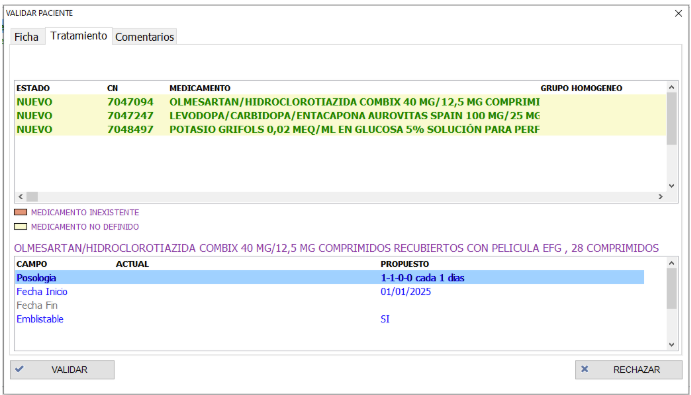 VALIDAR PACIENTE
Ficha Tratamiento Comentarios
ESTADO CN MEDICAMENTO GRUPO HOMOGENEO
NUEVO 7047094 OLMESARTAN/HIDROCLOROTIAZIDA COMBIX 40 MG/12,5 MG COMPRIMI
NUEVO 7047247 LEVODOPA/CARBIDOPA/ENTACAPONA AUROVITAS SPAIN 100 MG/25 MG
NUEVO 7048497 POTASIO GRIFOLS 0,02 MEQ/ML EN GLUCOSA 5% SOLUCIÓN PARA PERF
MEDICAMENTO INEXISTENTE
MEDICAMENTO NO DEFINIDO
OLMESARTAN/HIDROCLOROTIAZIDA COMBIX 40 MG/12,5 MG COMPRIMIDOS RECUBIERTOS CON PELICULA EFG , 28 COMPRIMIDOS
CAMPO ACTUAL PROPUESTO
Posología 1-1-0-0 cada 1 dias
Fecha Inicio 01/01/2025
Fecha Fin
Emblistable SI
VALIDAR RECHAZAR